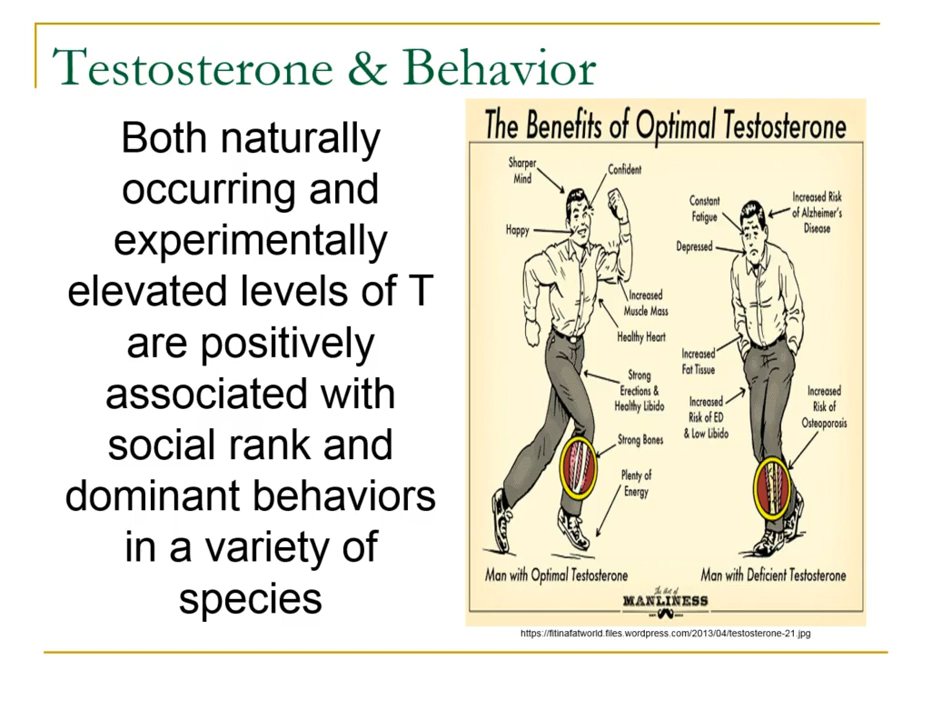 Testosterone & Behavior
Both naturally
occurring and
experimentally
elevated levels of T
are positively
associated with
social rank and
dominant behaviors
in a variety of
species
The Benefits of Optimal Testosterone
Sharper
Mind
Confident
Happy
Increased
Muscle Mass
Healthy Heart
Strong
Erections &
Healthy Libido
Strong Bones
Plenty of
Energy
Man with Optimal Testosterone
Constant
Fatigue
Increased Risk
of Alzheimer's
Disease
Depressed
Increased
Fat Tissue
Increased
Risk of ED
& Low Libido
Increased
Risk of
Osteoporosis
Man with Deficient Testosterone
The Art of
MANLINESS
https://fitinafatworld.files.wordpress.com/2013/04/testosterone-21.jpg